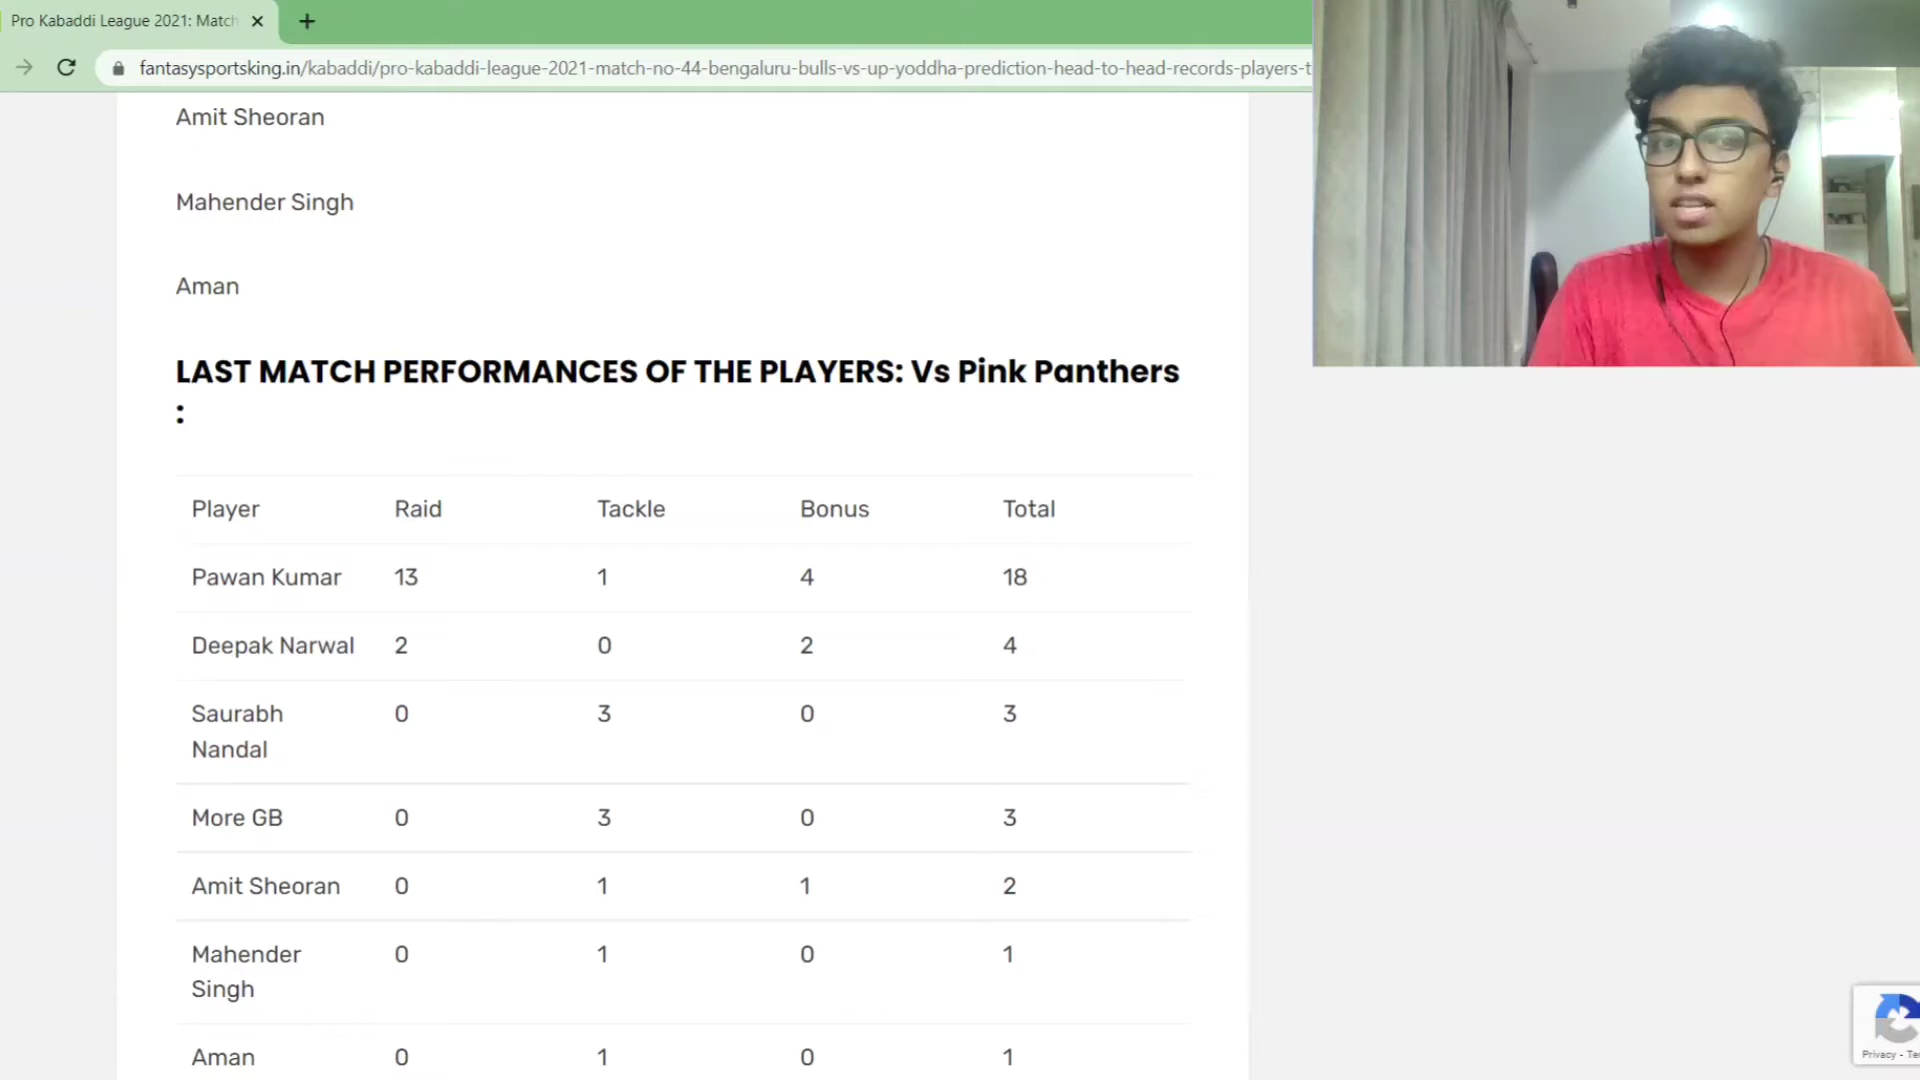 Pro Kabaddi League 2021: Match
fantasysportsking.in/kabaddi/pro-kabaddi-league-2021-match-no-44-bengaluru-bulls-vs-up-yoddha-prediction-head-to-head-records-players-t
Amit Sheoran
Mahender Singh
Aman
LAST MATCH PERFORMANCES OF THE PLAYERS: Vs Pink Panthers
:
Player Raid Tackle Bonus Total
Pawan Kumar 13 1 4 18
Deepak Narwal 2 0 2 4
Saurabh 0 3 0 3
Nandal
More GB 0 3 0 3
Amit Sheoran 0 1 1 2
Mahender 0 1 0 1
Singh
Aman 0 1 0 1
Privacy - Te